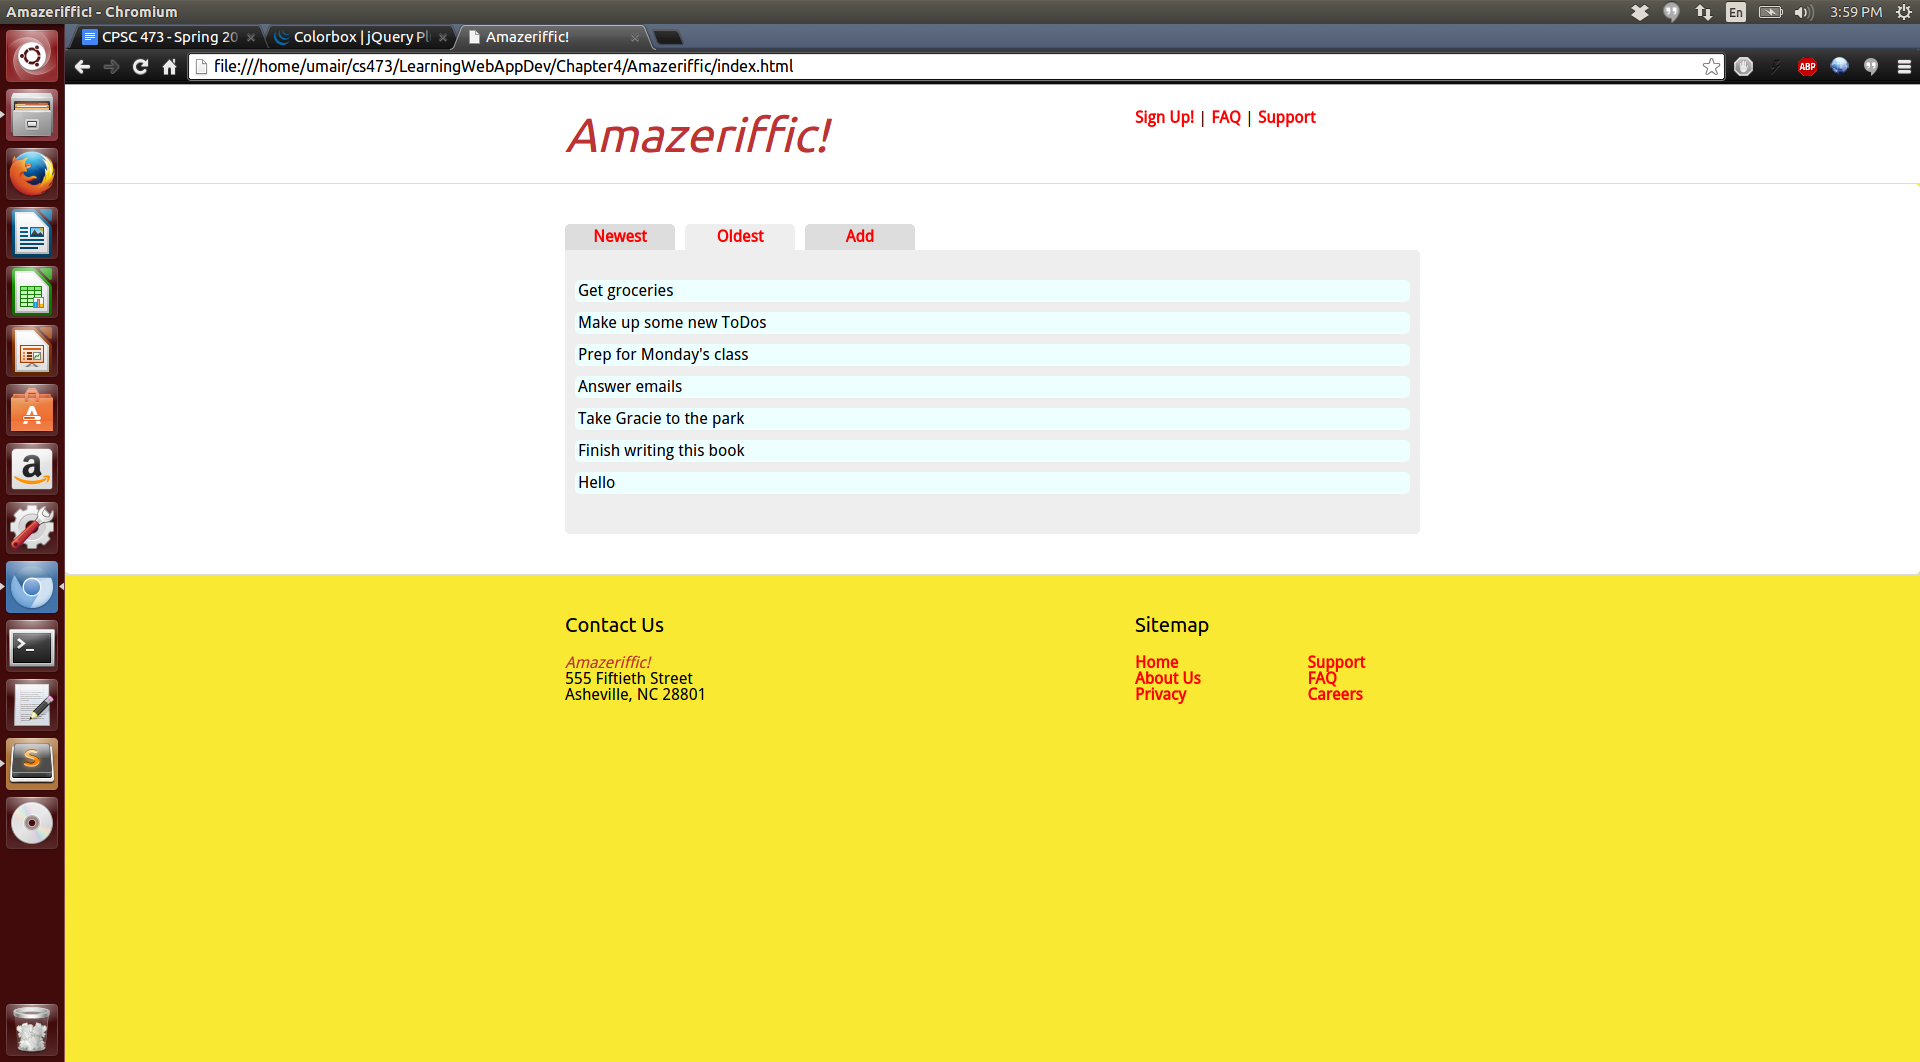 Amazeriffic! - Chromium
En
3:59 PM
CPSC 473 - Spring 20
Colorbox | jQuery Pl
Amazeriffic!
file:///home/umair/cs473/LearningWebAppDev/Chapter4/Amazeriffic/index.html
ABP
Amazeriffic!
Sign Up! | FAQ | Support
Newest
Oldest
Add
Get groceries
Make up some new ToDos
Prep for Monday's class
Answer emails
Take Gracie to the park
Finish writing this book
Hello
Contact Us
Amazeriffic!
555 Fiftieth Street
Asheville, NC 28801
Sitemap
Home
About Us
Privacy
Support
FAQ
Careers